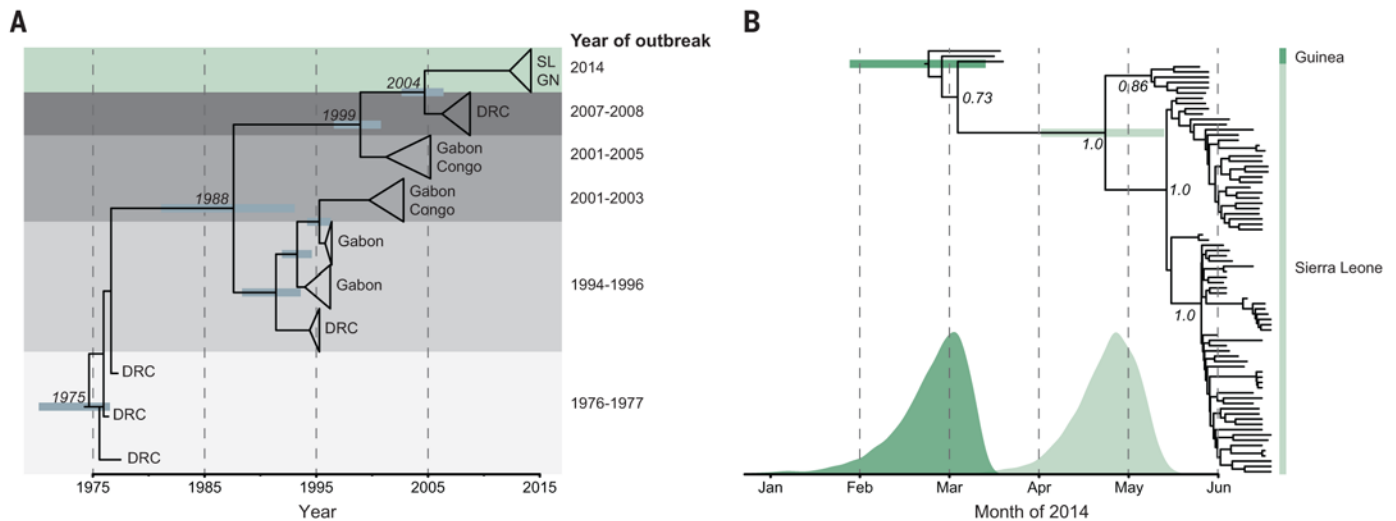 A
Year of outbreak
SL
GN
2014
2004
DRC
2007-2008
1999
Gabon
Congo
2001-2005
Gabon
Congo
2001-2003
1988
Gabon
Gabon
1994-1996
DRC
DRC
1975
DRC
1976-1977
DRC
1975 1985 1995 2005 2015
Year
B
Guinea
0.73
0.86
1.0
1.0
Sierra Leone
1.0
Jan Feb Mar Apr May Jun
Month of 2014